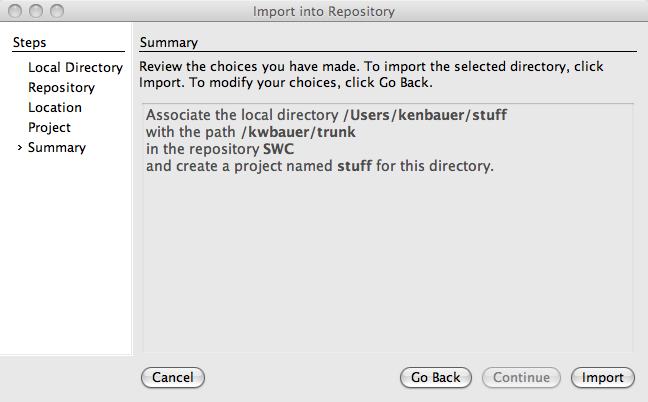 Import into Repository
Steps
Local Directory
Repository
Location
Project
› Summary
Summary
Review the choices you have made. To import the selected directory, click
Import. To modify your choices, click Go Back.
Associate the local directory /Users/kenbauer/stuff
with the path /kwbauer/trunk
in the repository SWC
and create a project named stuff for this directory.
Cancel
Go Back
Continue
Import